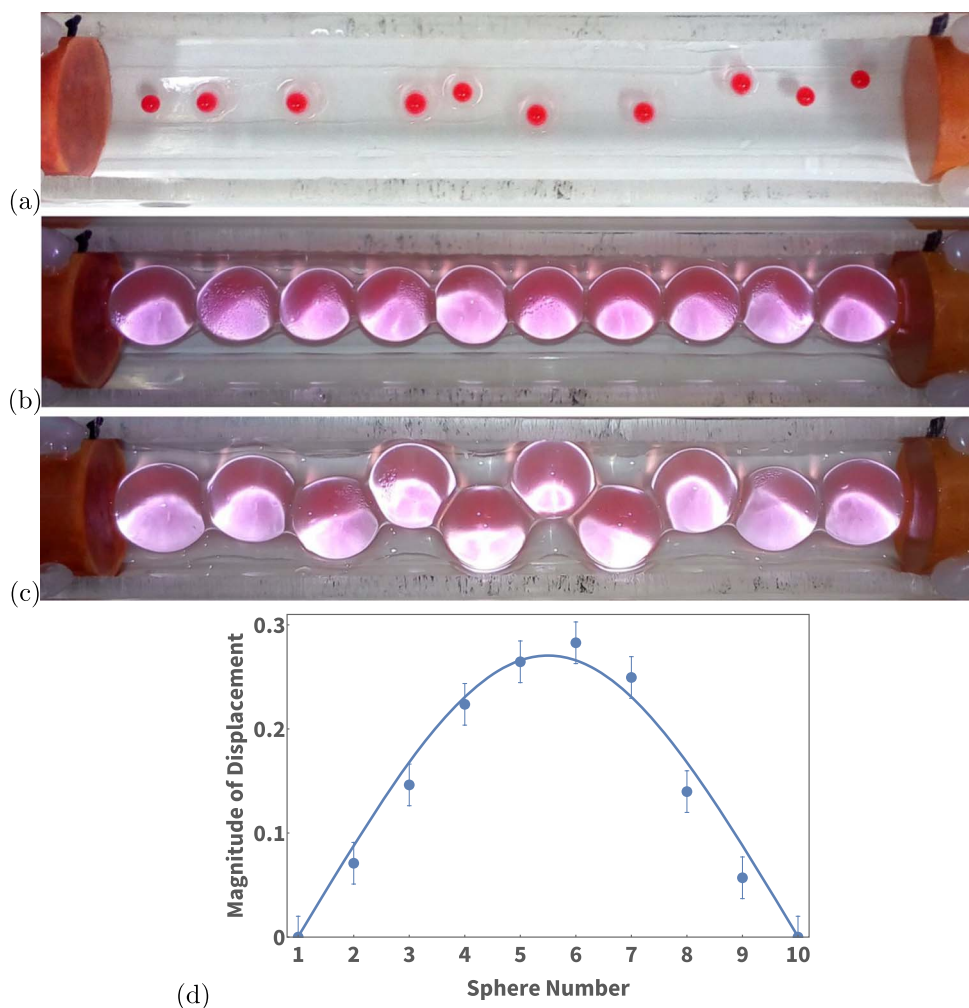 (a)
(b)
(c)
0.3
0.2
0.1
0
Magnitude of Displacement
1 2 3 4 5 6 7 8 9 10
Sphere Number
(d)